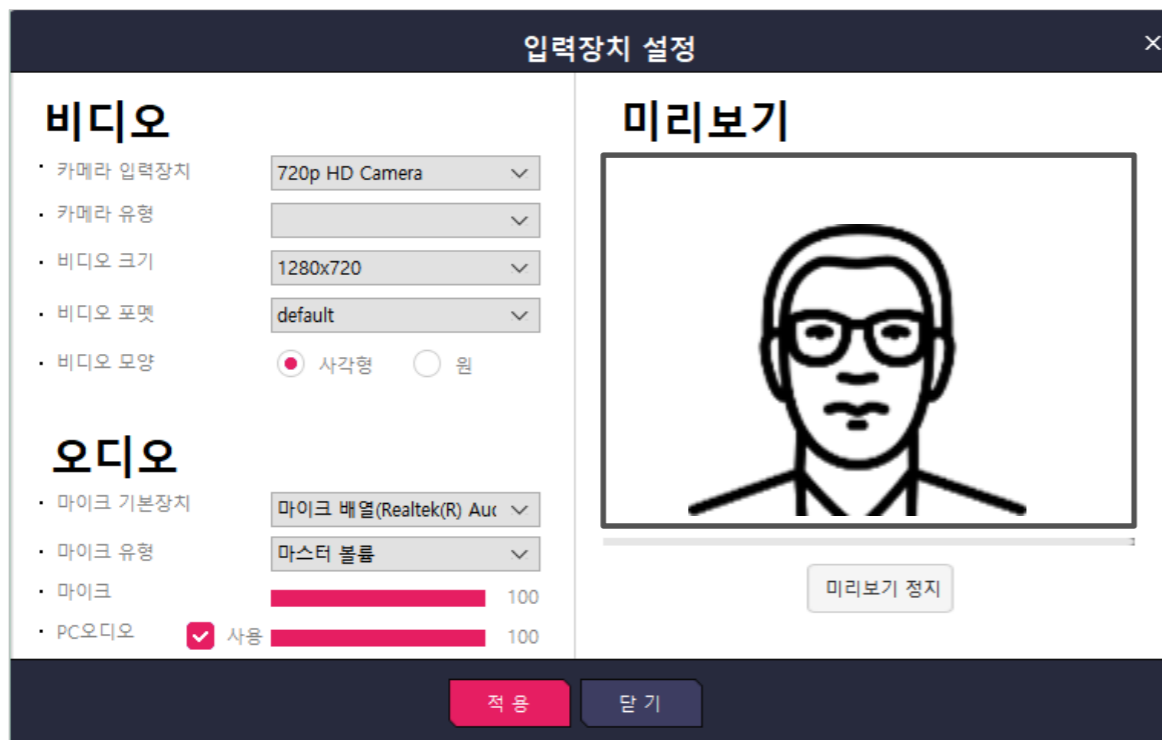 입력장치 설정
비디오
· 카메라 입력장치 720p HD Camera
· 카메라 유형
· 비디오 크기 1280x720
· 비디오 포멧 default
· 비디오 모양 사각형 원
오디오
· 마이크 기본장치 마이크 배열(Realtek(R) Auc
· 마이크 유형 마스터 볼륨
· 마이크 100
· PC오디오 사용 100
미리보기
미리보기 정지
적 용
닫 기